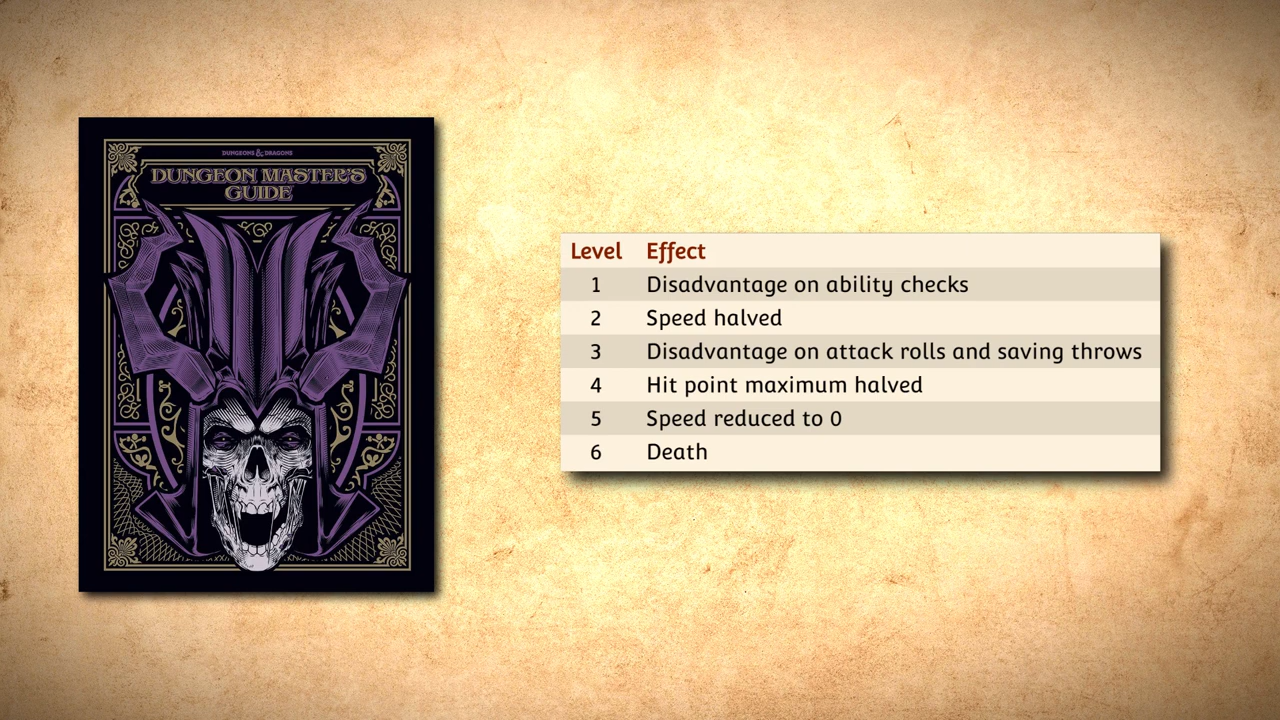 DUNGEONS & DRAGONS
DUNGEON MASTER'S
GUIDE
Level Effect
1 Disadvantage on ability checks
2 Speed halved
3 Disadvantage on attack rolls and saving throws
4 Hit point maximum halved
5 Speed reduced to 0
6 Death